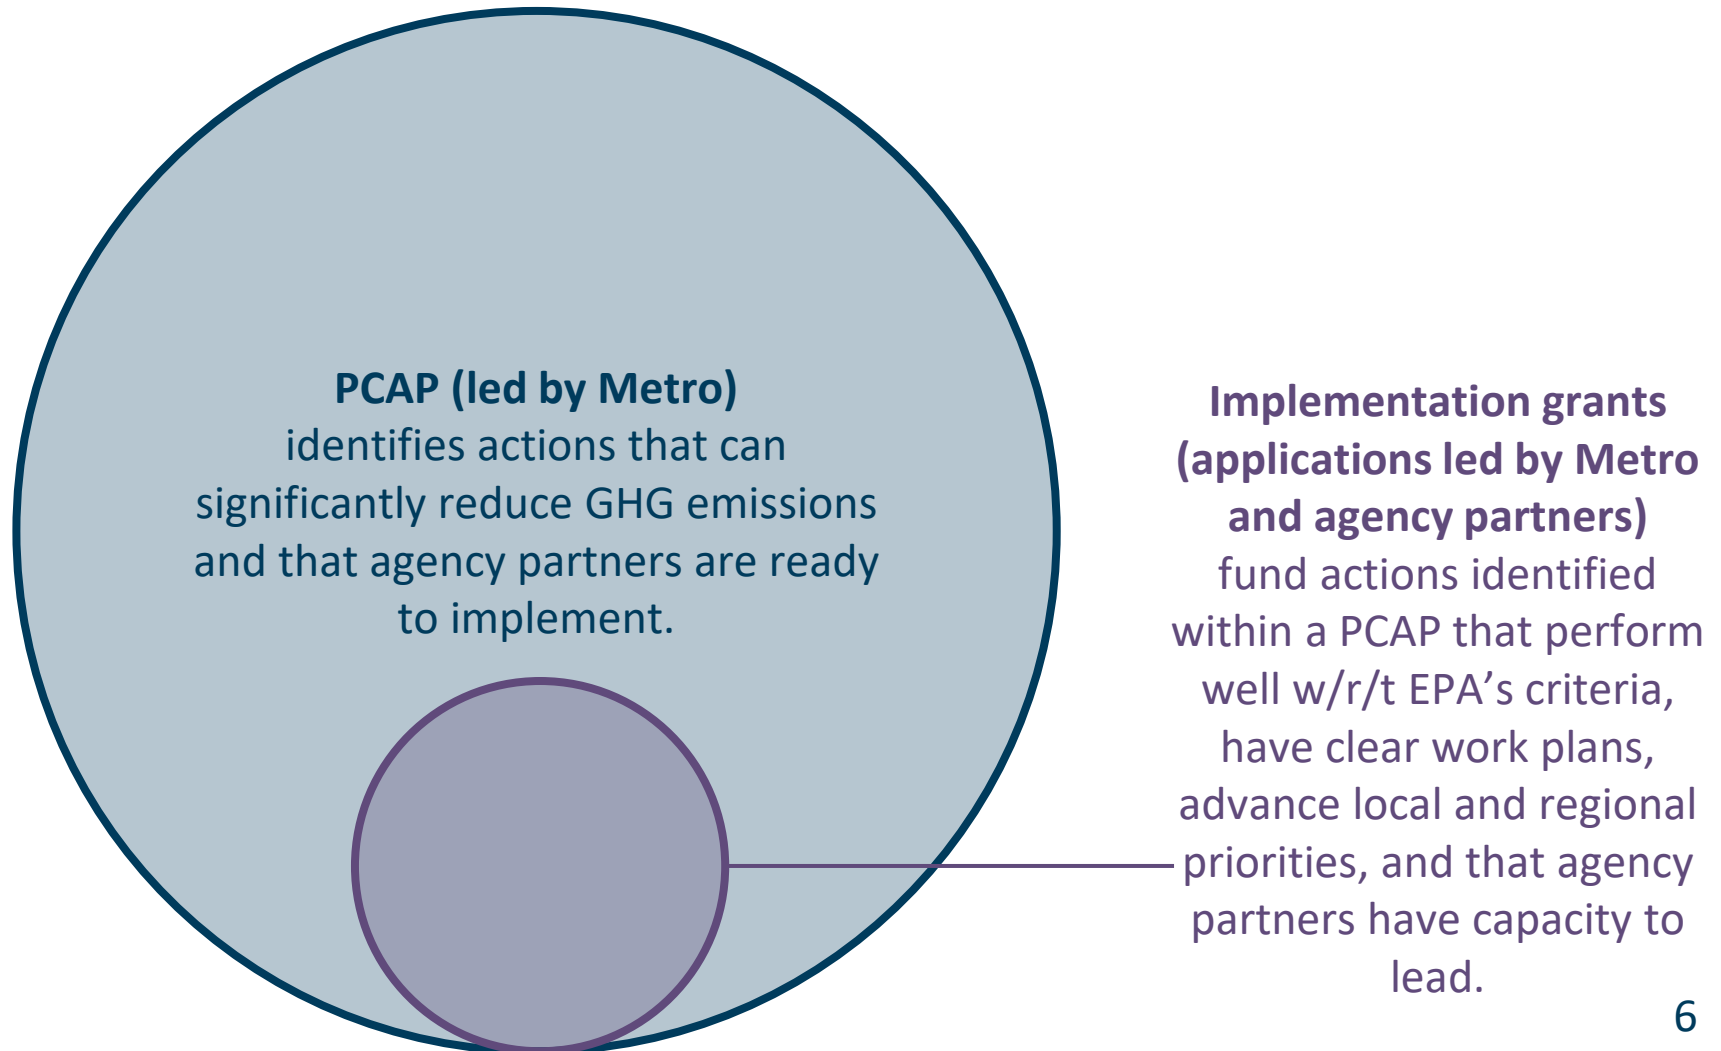 PCAP (led by Metro)
identifies actions that can
significantly reduce GHG emissions
and that agency partners are ready
to implement.
Implementation grants
(applications led by Metro
and agency partners)
fund actions identified
within a PCAP that perform
well w/r/t EPA’s criteria,
have clear work plans,
advance local and regional
priorities, and that agency
partners have capacity to
lead.
6